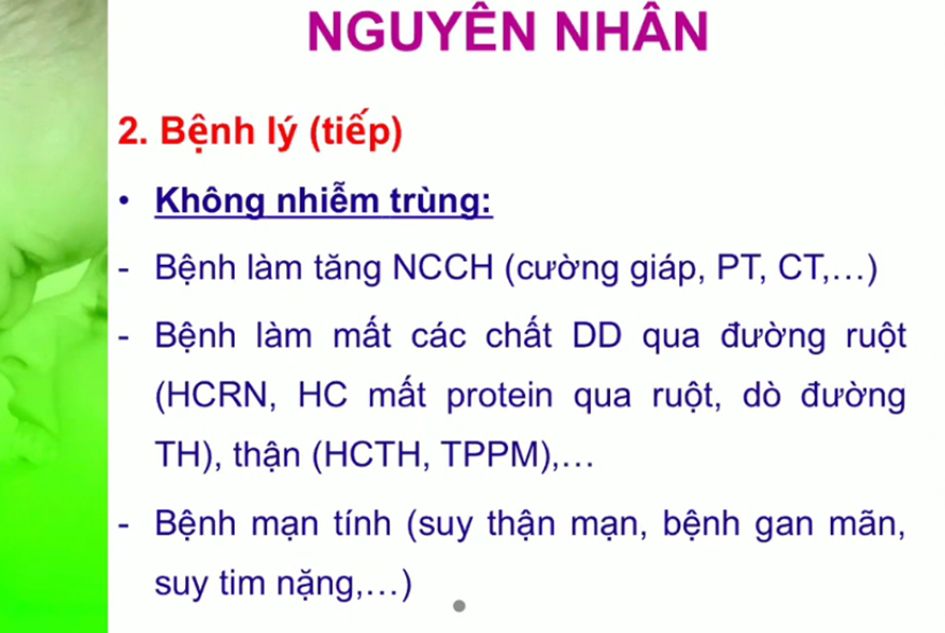 NGUYÊN NHÂN
2. Bệnh lý (tiếp)
• Không nhiễm trùng:
- Bệnh làm tăng NCCH (cường giáp, PT, CT,…)
- Bệnh làm mất các chất DD qua đường ruột
(HCRN, HC mất protein qua ruột, dò đường
TH), thận (HCTH, TPPM),…
- Bệnh mạn tính (suy thận mạn, bệnh gan mãn,
suy tim nặng,…)